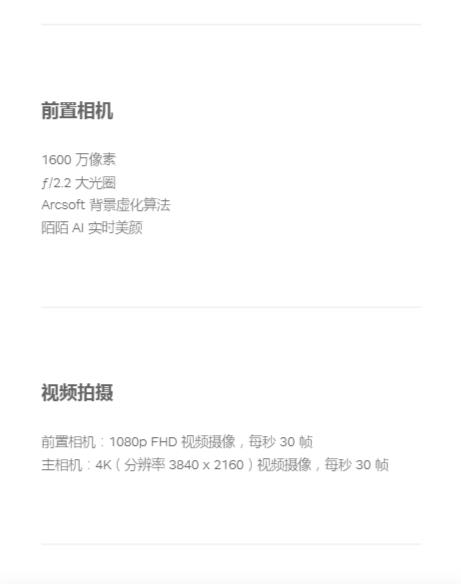 前置相机
1600 万像素
ƒ/2.2 大光圈
Arcsoft 背景虚化算法
陌陌 AI 实时美颜
视频拍摄
前置相机：1080p FHD 视频摄像，每秒 30 帧
主相机：4K（分辨率 3840 x 2160）视频摄像，每秒 30 帧